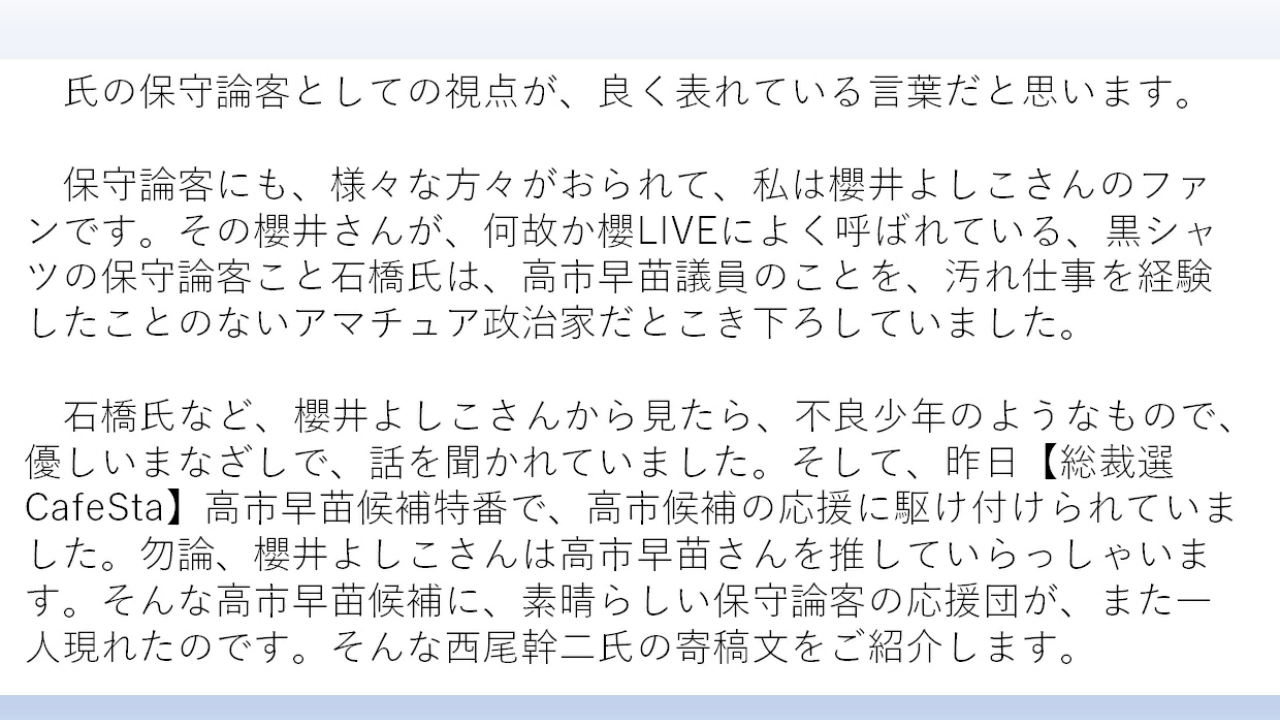 氏の保守論客としての視点が、良く表れている言葉だと思います。
保守論客にも、様々な方々がおられて、私は櫻井よしこさんのファ
ンです。その櫻井さんが、何故か櫻LIVEによく呼ばれている、黒シャ
ツの保守論客こと石橋氏は、高市早苗議員のことを、汚れ仕事を経験
したことのないアマチュア政治家だとこき下ろしていました。
石橋氏など、櫻井よしこさんから見たら、不良少年のようなもので、
優しいまなざしで、話を聞かれていました。そして、昨日【総裁選
CafeSta】高市早苗候補特番で、高市候補の応援に駆け付けられていま
した。勿論、櫻井よしこさんは高市早苗さんを推していらっしゃいま
す。そんな高市早苗候補に、素晴らしい保守論客の応援団が、また一
人現れたのです。そんな西尾幹二氏の寄稿文をご紹介します。